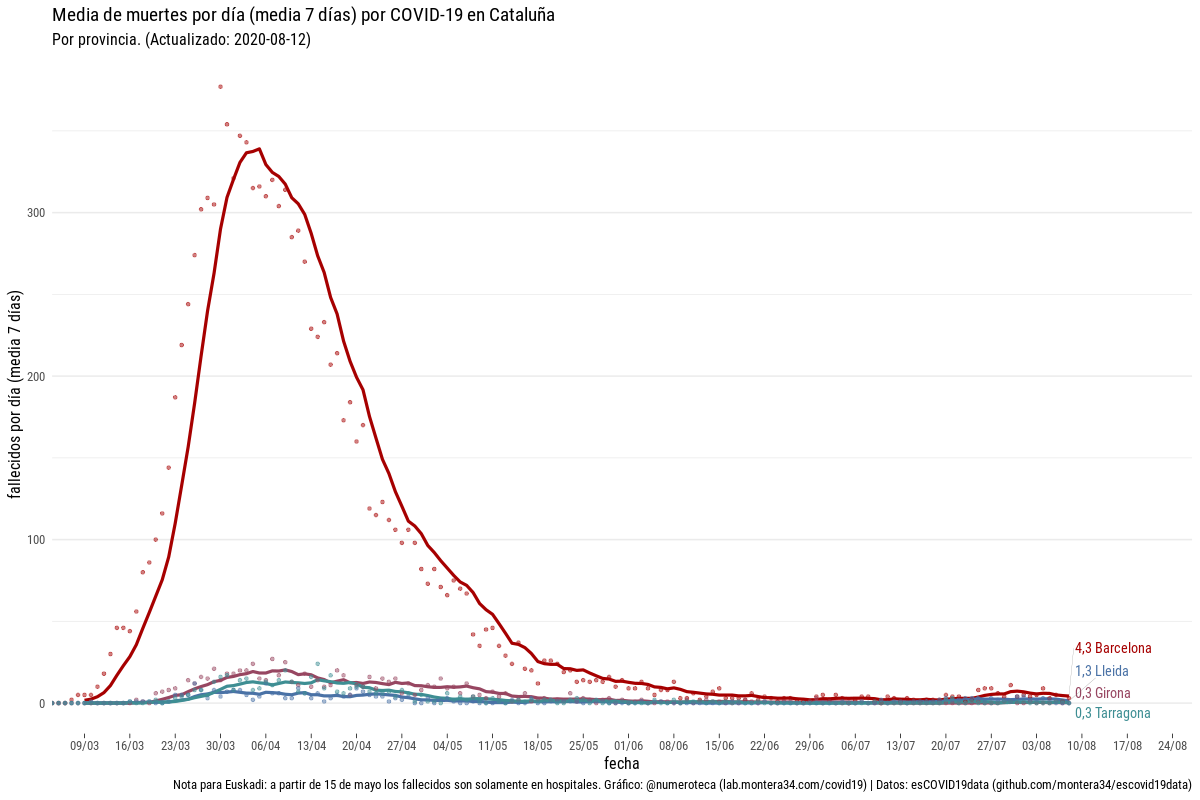 Media de muertes por día (media 7 días) por COVID-19 en Cataluña
Por provincia. (Actualizado: 2020-08-12)
fallecidos por día (media 7 días)
300
200
100
0
4,3 Barcelona
1,3 Lleida
0,3 Girona
0,3 Tarragona
09/03 16/03 23/03 30/03 06/04 13/04 20/04 27/04 04/05 11/05 18/05 25/05 01/06 08/06 15/06 22/06 29/06 06/07 13/07 20/07 27/07 03/08 10/08 17/08 24/08
fecha
Nota para Euskadi: a partir de 15 de mayo los fallecidos son solamente en hospitales. Gráfico: @numeroteca (lab.montera34.com/covid19) | Datos: esCOVID19data (github.com/montera34/escovid19data)